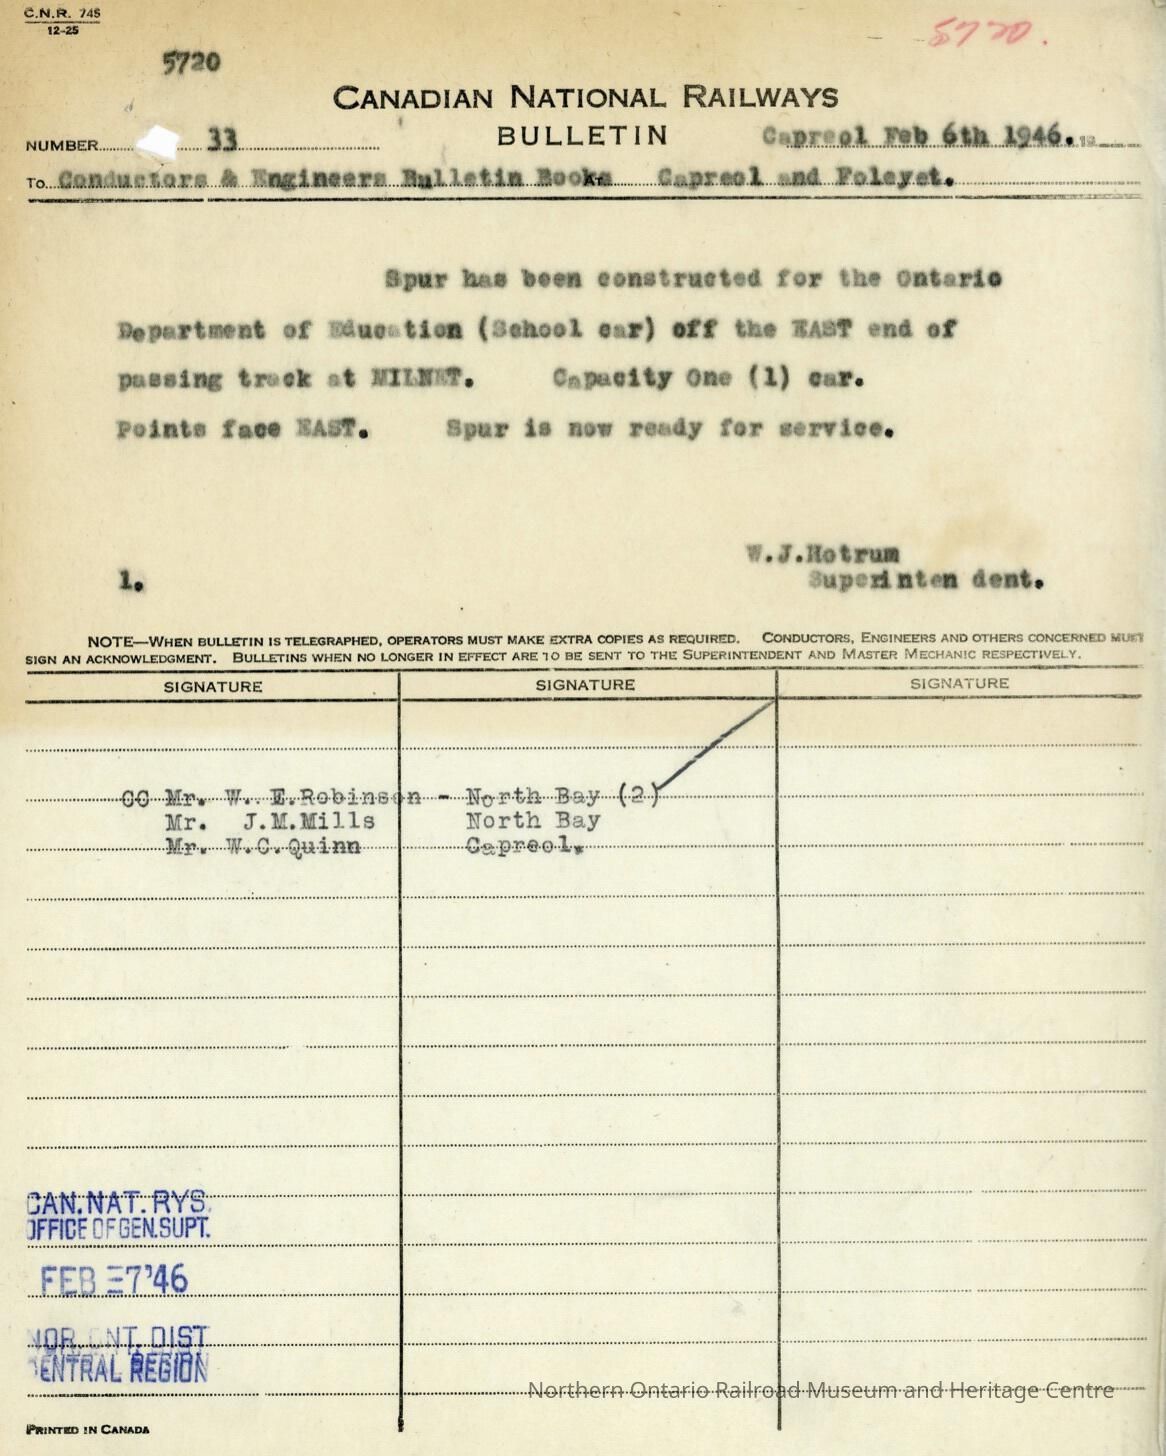 C.N.R. 745
12-25
5720
5720.
CANADIAN NATIONAL RAILWAYS
BULLETIN
NUMBER 33
Capreol Feb 6th 1946. 19
To Conductors & Engineers Bulletin Books At Capreol and Foleyet.
Spur has been constructed for the Ontario
Department of Education (School car) off the EAST end of
passing track at MILNET. Capacity One (1) car.
Points face EAST. Spur is now ready for service.
W.J.Hotrum
1. Superinten dent.
NOTE—WHEN BULLETIN IS TELEGRAPHED, OPERATORS MUST MAKE EXTRA COPIES AS REQUIRED. CONDUCTORS, ENGINEERS AND OTHERS CONCERNED MUST
SIGN AN ACKNOWLEDGMENT. BULLETINS WHEN NO LONGER IN EFFECT ARE TO BE SENT TO THE SUPERINTENDENT AND MASTER MECHANIC RESPECTIVELY.
SIGNATURE SIGNATURE SIGNATURE
CC Mr. W. E.Robinson - North Bay (2)
Mr. J.M.Mills North Bay
Mr. W.C.Quinn Capreol.
CAN.NAT.RYS.
OFFICE OF GEN.SUPT.
FEB 7'46
NOR. ONT. DIST
CENTRAL REGION
Northern Ontario Railroad Museum and Heritage Centre
PRINTED IN CANADA